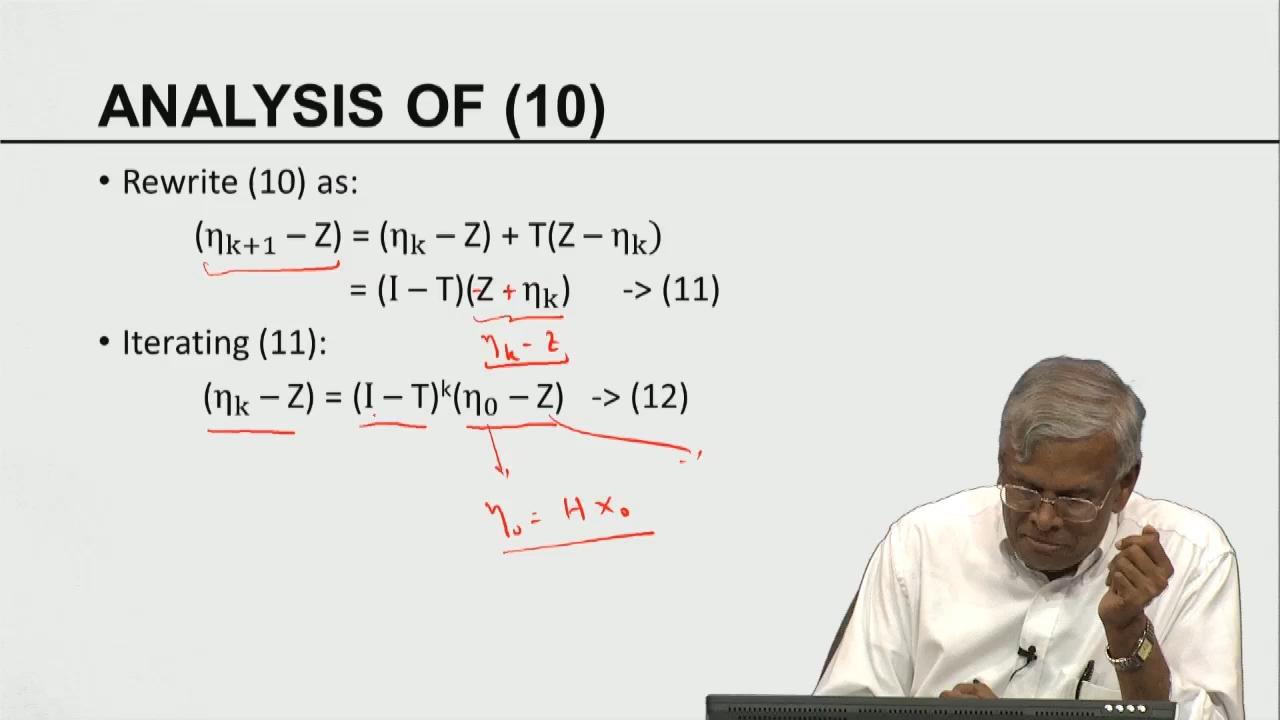 ANALYSIS OF (10)
• Rewrite (10) as:
(ηₖ₊₁ – Z) = (ηₖ – Z) + T(Z – ηₖ)
= (I – T)(-Z + ηₖ) -> (11)
ηₖ - Z
• Iterating (11):
(ηₖ – Z) = (I – T)ᵏ(η₀ – Z) -> (12)
η₀ = H x₀